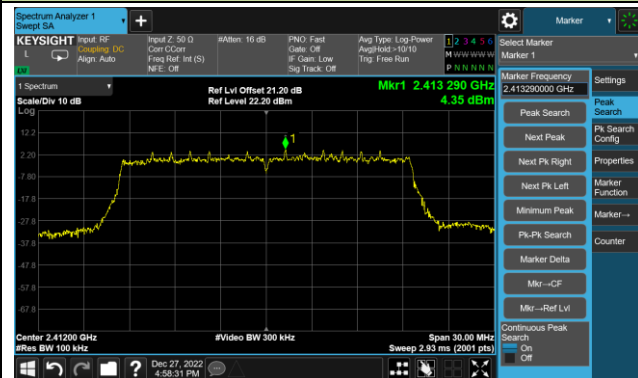 Spectrum Analyzer 1
Swept SA
+
Marker
KEYSIGHT
L
Input: RF
Coupling: DC
Align: Auto
Input Z: 50 Ω
Corr CCorr
Freq Ref: Int (S)
NFE: Off
#Atten: 16 dB
PNO: Fast
Gate: Off
IF Gain: Low
Sig Track: Off
Avg Type: Log-Power
Avg|Hold:>10/10
Trig: Free Run
1 2 3 4 5 6
M W W W W W
P N N N N N
Select Marker
Marker 1
1 Spectrum
Scale/Div 10 dB
Log
Ref Lvl Offset 21.20 dB
Ref Level 22.20 dBm
Mkr1 2.413 290 GHz
4.35 dBm
12.2
2.20
-7.80
-17.8
-27.8
-37.8
-47.8
-57.8
-67.8
1
Center 2.41200 GHz
#Res BW 100 kHz
#Video BW 300 kHz
Span 30.00 MHz
Sweep 2.93 ms (2001 pts)
Marker Frequency
2.413290000 GHz
Peak Search
Next Peak
Next Pk Right
Next Pk Left
Minimum Peak
Pk-Pk Search
Marker Delta
Mkr→CF
Mkr→Ref Lvl
Continuous Peak
Search
On
Off
Settings
Peak
Search
Pk Search
Config
Properties
Marker
Function
Marker→
Counter
?
Dec 27, 2022
4:58:31 PM